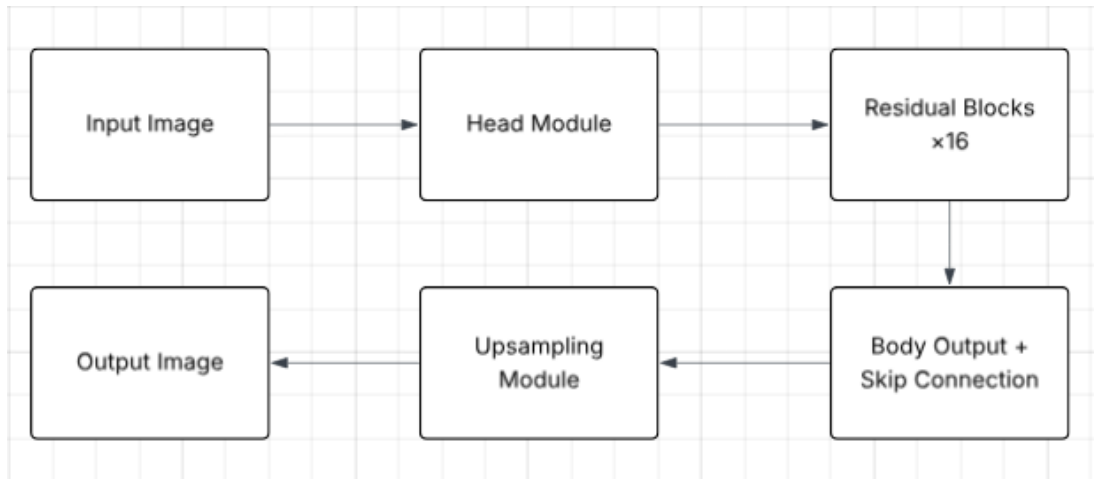 Input Image
Head Module
Residual Blocks
×16
Output Image
Upsampling
Module
Body Output +
Skip Connection